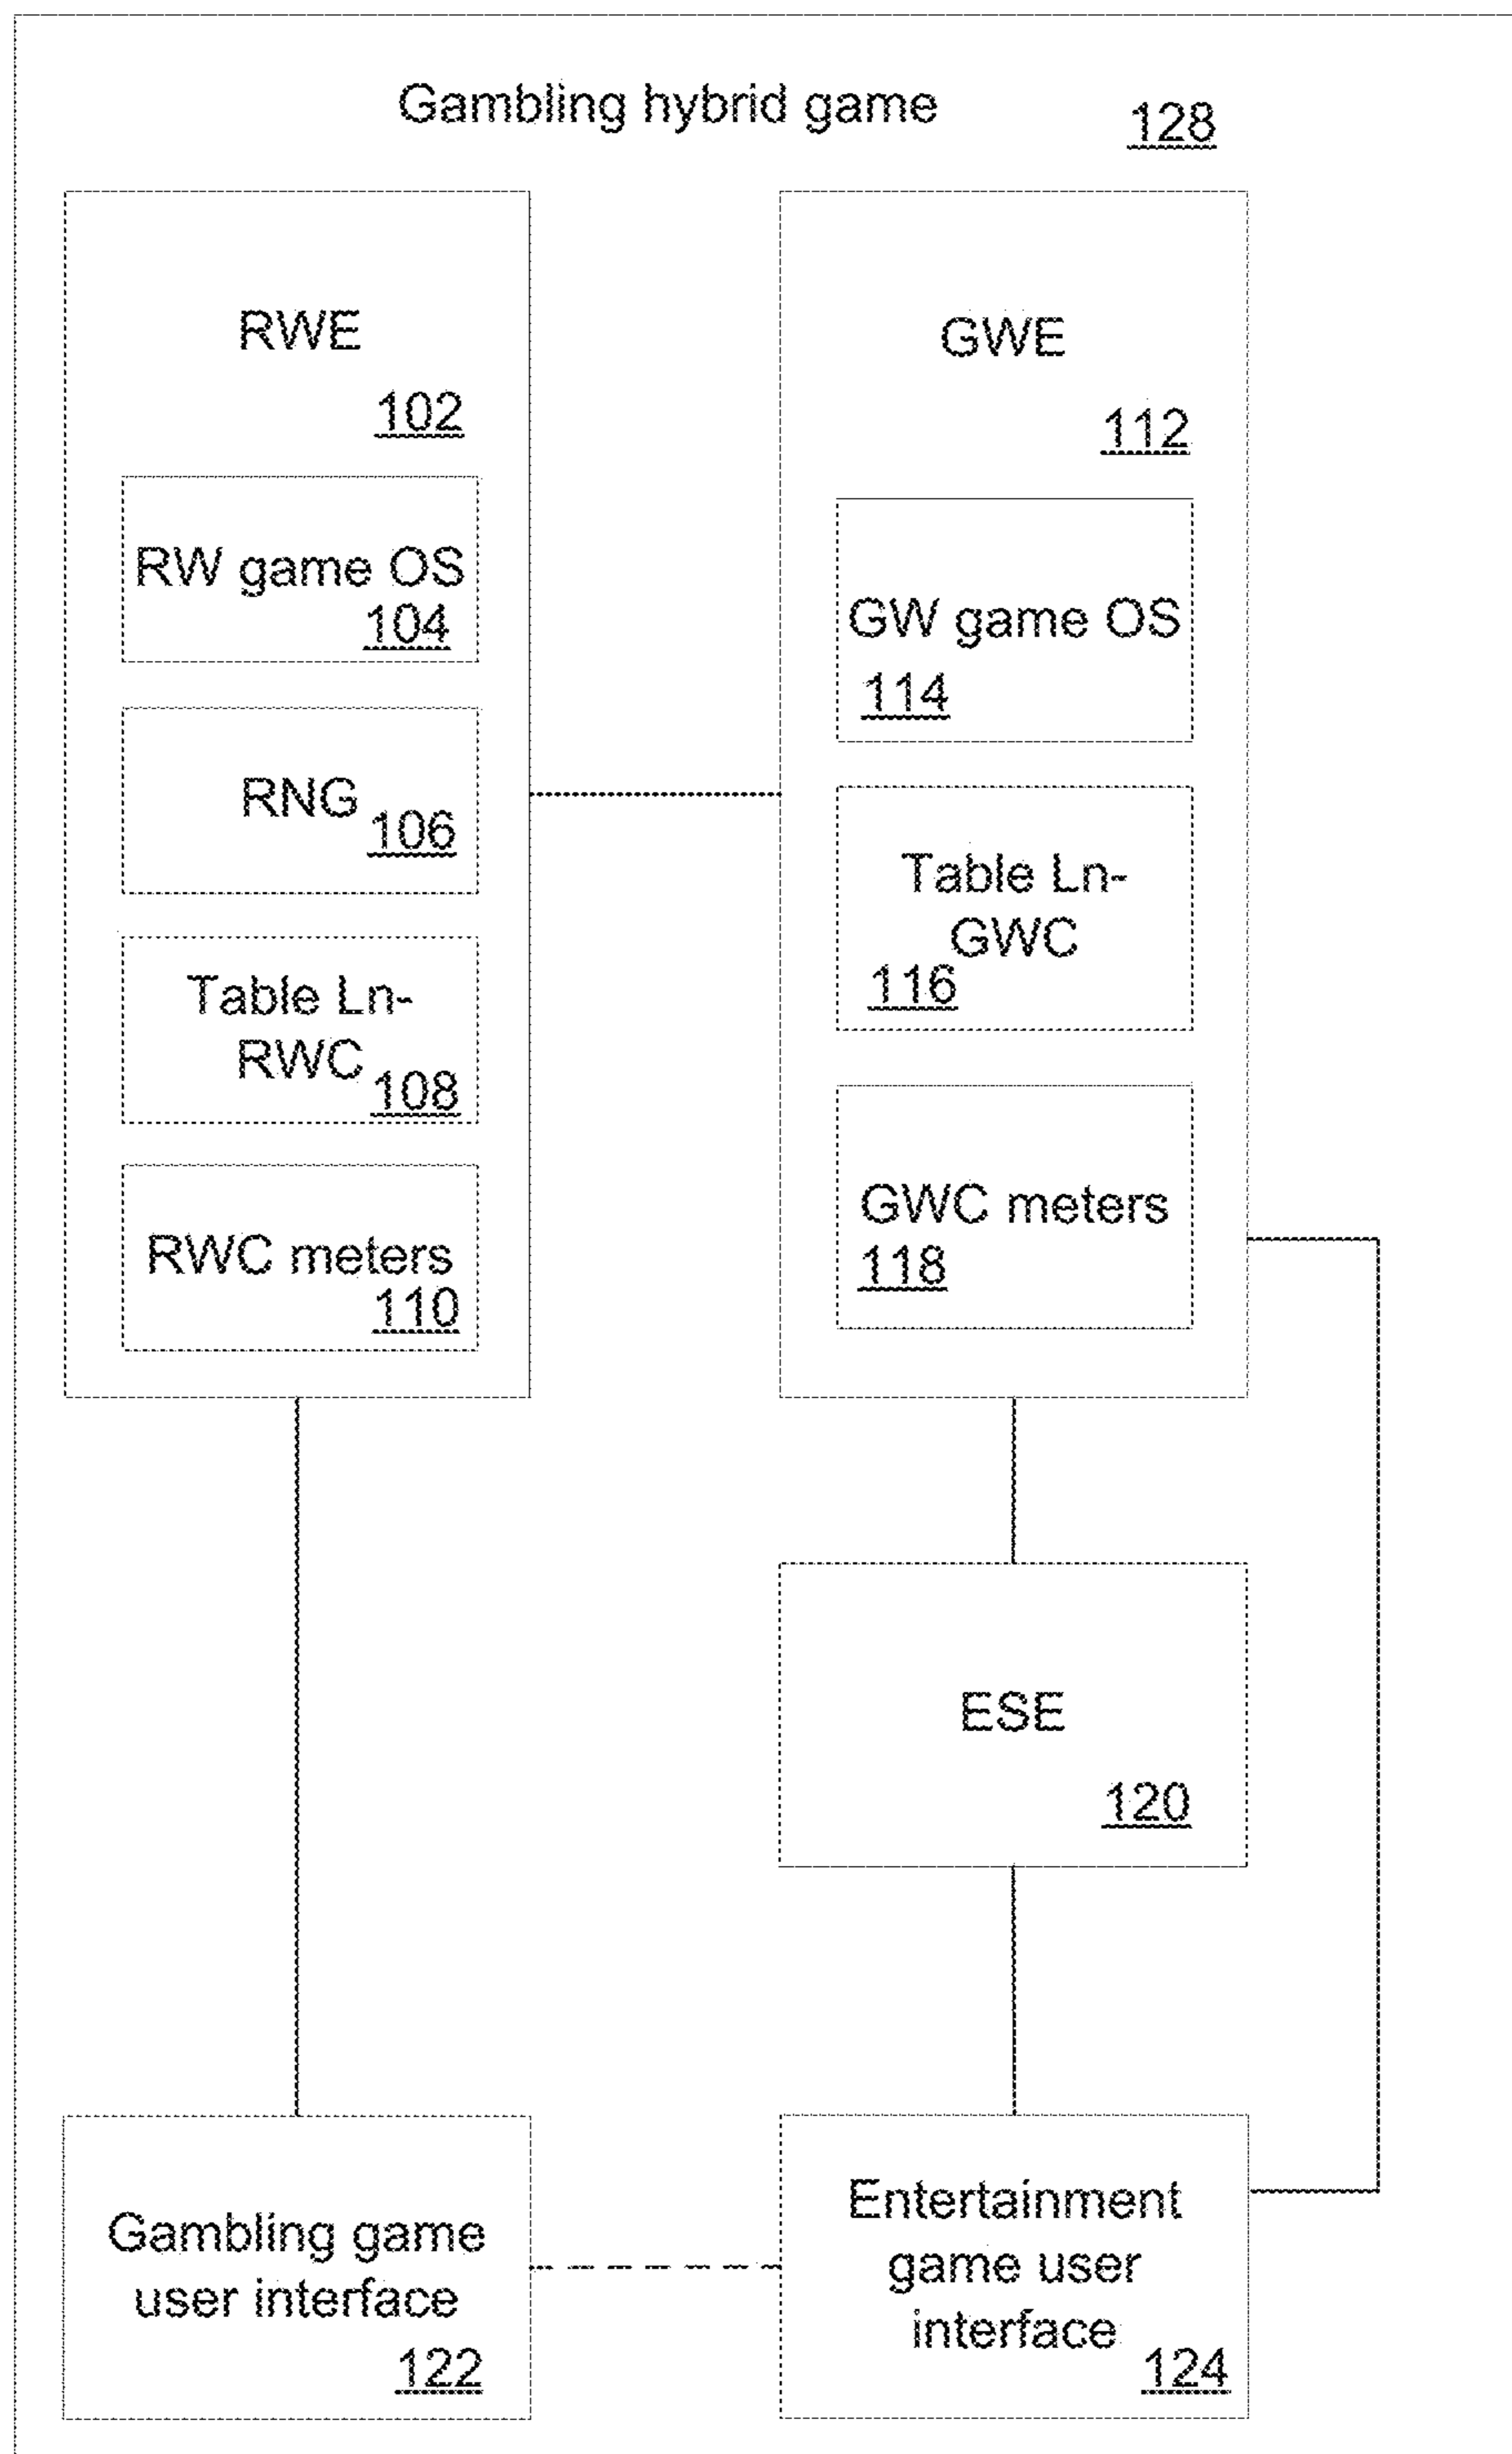 Gambling hybrid game
128
RWE
102
RW game OS
104
RNG
106
Table Ln-
RWC
108
RWC meters
110
GWE
112
GW game OS
114
Table Ln-
GWC
116
GWC meters
118
ESE
120
Gambling game
user interface
122
Entertainment
game user
interface
124